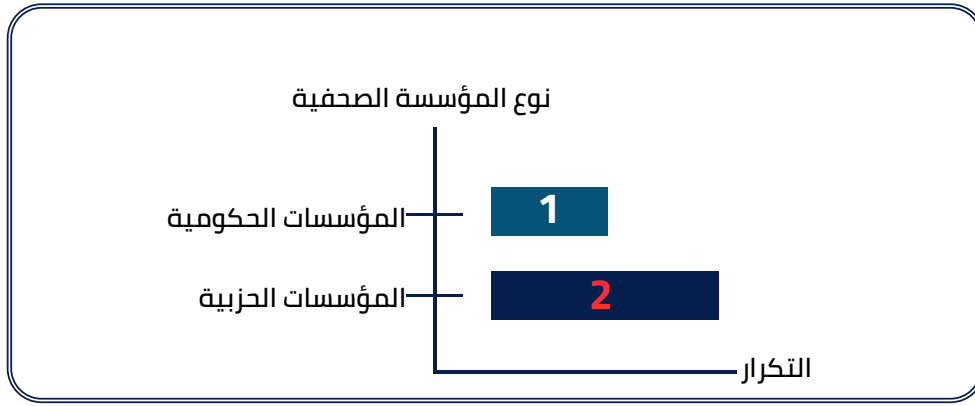 نوع المؤسسة الصحفية
المؤسسات الحكومية
1
المؤسسات الحزبية
2
التكرار